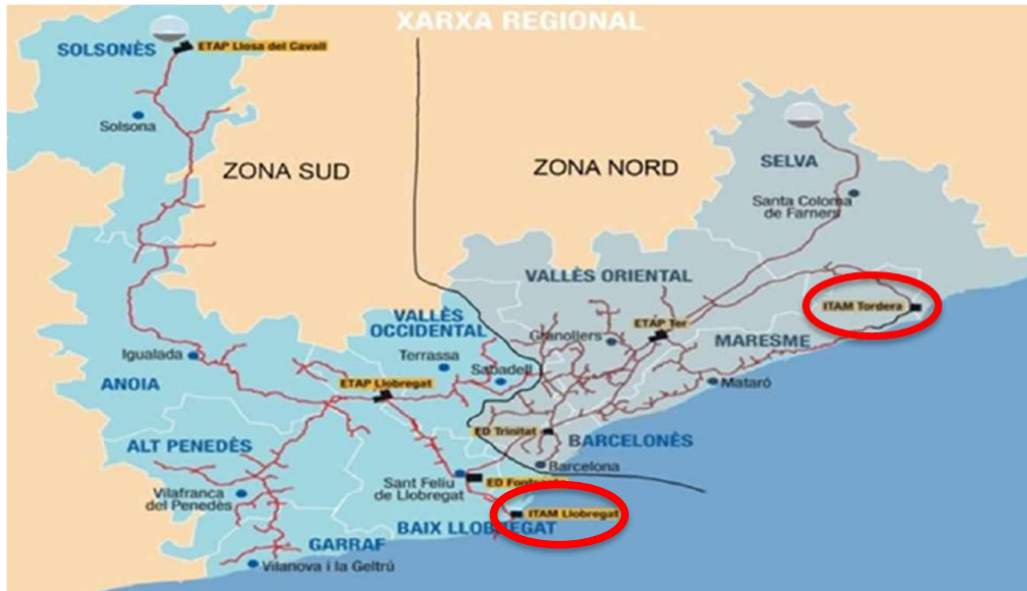 XARXA REGIONAL
SOLSONÈS
ETAP Llosa del Cavall
Solsona
ZONA SUD
ZONA NORD
SELVA
Santa Coloma
de Farners
VALLÈS ORIENTAL
ITAM Tordera
VALLÈS
OCCIDENTAL
ETAP Ter
Granollers
MARESME
Terrassa
Igualada
Sabadell
ANOIA
ETAP Llobregat
Mataró
ED Trinitat
BARCELONÈS
ALT PENEDÈS
Barcelona
Sant Feliu
de Llobregat
ED
Vilafranca
del Penedès
ITAM Llobregat
BAIX LLOBREGAT
GARRAF
Vilanova i la Geltrú